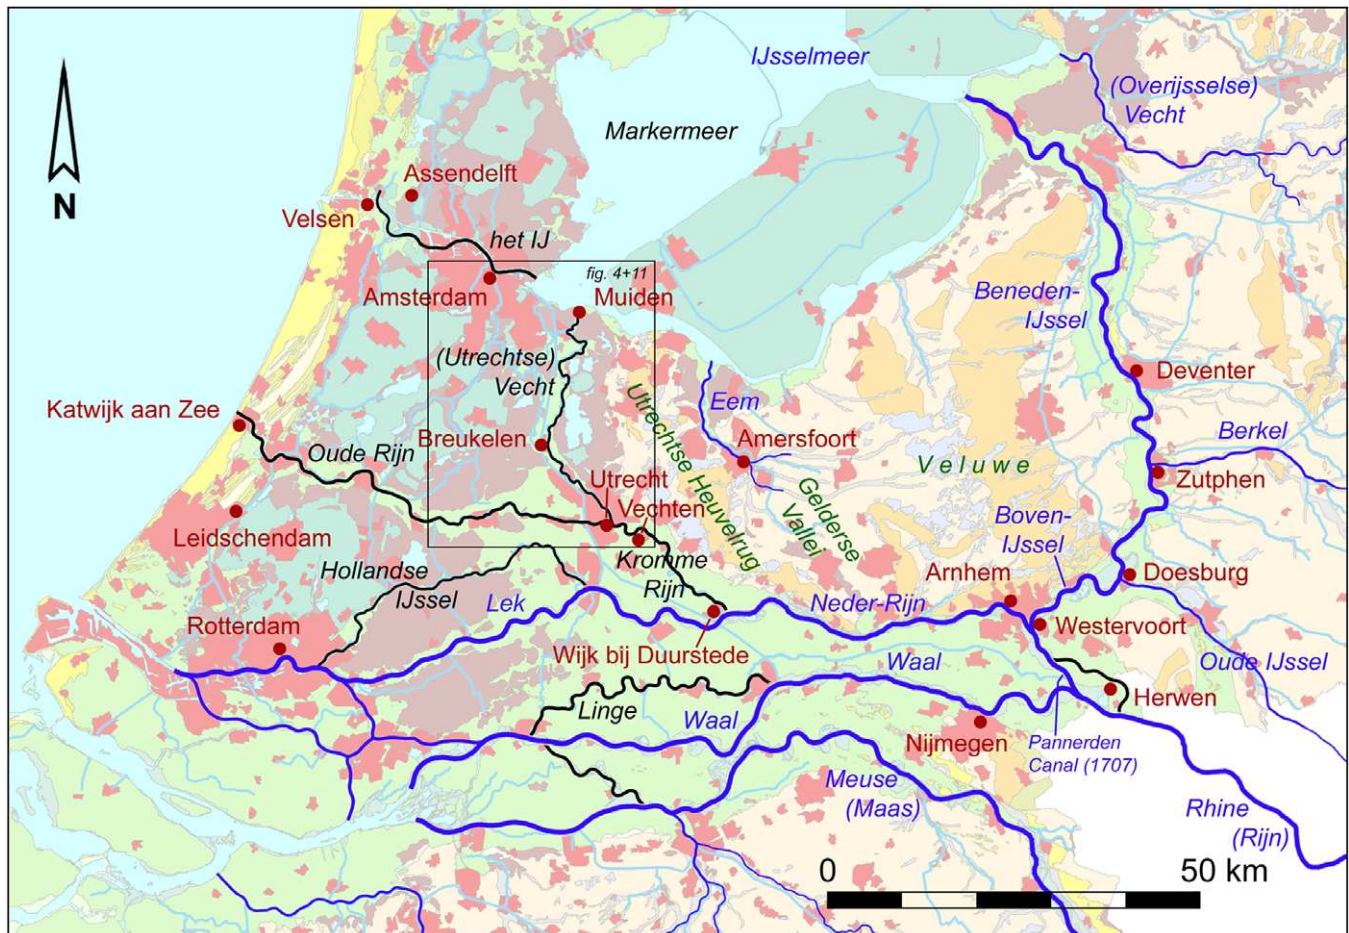 IJsselmeer
(Overijsselse)
Vecht
Markermeer
N
Assendelft
Velsen
het IJ
fig. 4+11
Amsterdam
Muiden
Beneden-
IJssel
(Utrechtse)
Vecht
Deventer
Katwijk aan Zee
Eem
Utrechtse Heuvelrug
Breukelen
Amersfoort
Berkel
Oude Rijn
Veluwe
Zutphen
Utrecht
Vechten
Gelderse
Vallei
Leidschendam
Boven-
IJssel
Kromme
Rijn
Hollandse
IJssel
Arnhem
Doesburg
Lek
Neder-Rijn
Rotterdam
Westervoort
Wijk bij Duurstede
Waal
Oude IJssel
Linge
Waal
Herwen
Nijmegen
Pannerden
Canal (1707)
Meuse
(Maas)
Rhine
(Rijn)
0
50 km